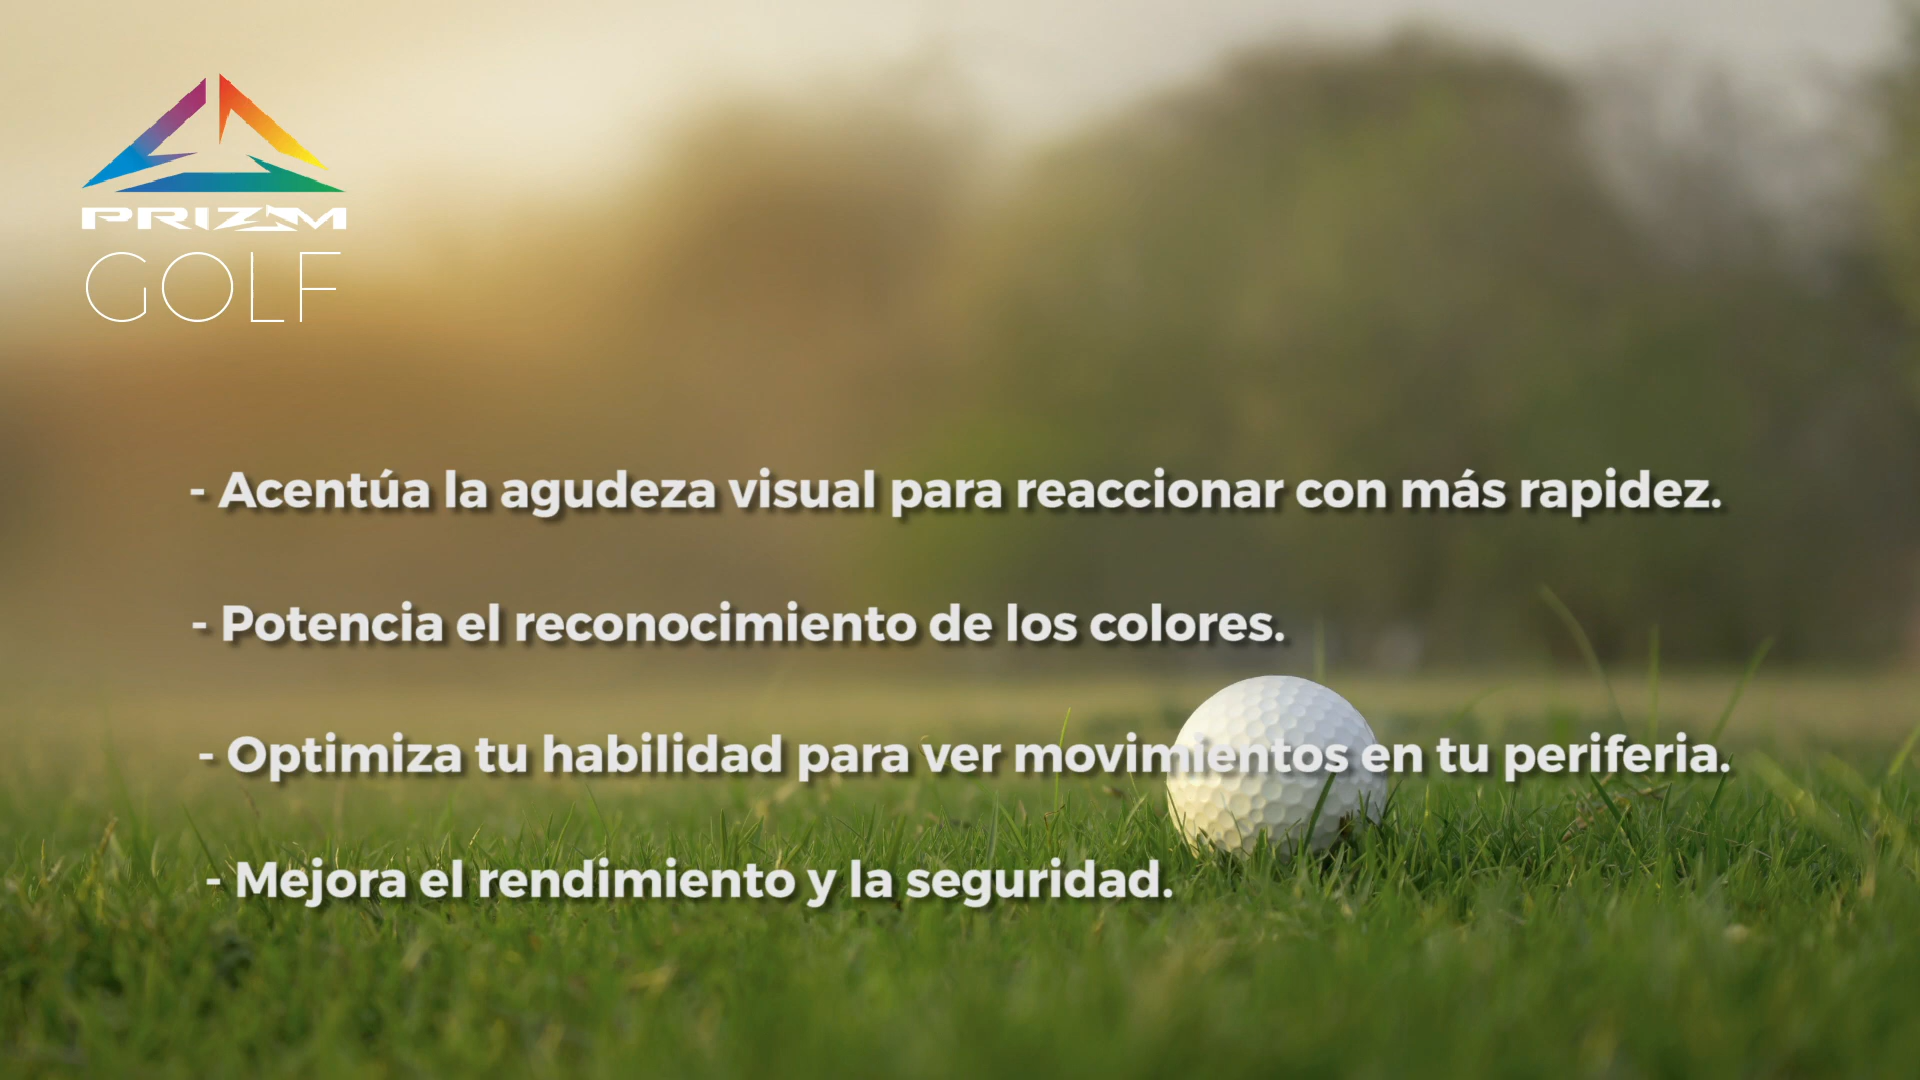 PRIZM
GOLF
- Acentúa la agudeza visual para reaccionar con más rapidez.
- Potencia el reconocimiento de los colores.
- Optimiza tu habilidad para ver movimientos en tu periferia.
- Mejora el rendimiento y la seguridad.